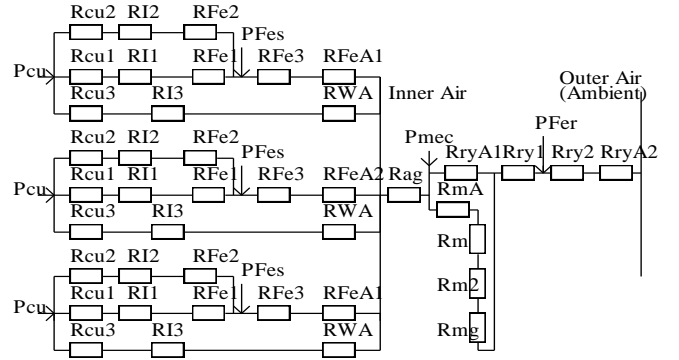 Rcu2 RI2 RFe2
PFes
Pcu Rcu1 RI1 RFe1 RFe3 RFeA1
Rcu3 RI3 RWA
Inner Air
Outer Air
(Ambient)
Rcu2 RI2 RFe2
PFes
Pcu Rcu1 RI1 RFe1 RFe3 RFeA2
Rcu3 RI3 RWA
Pmec
PFer
Rag RryA1 Rry1 Rry2 RryA2
RmA
Rm
Rm2
Rmg
Rcu2 RI2 RFe2
PFes
Pcu Rcu1 RI1 RFe1 RFe3 RFeA1
Rcu3 RI3 RWA